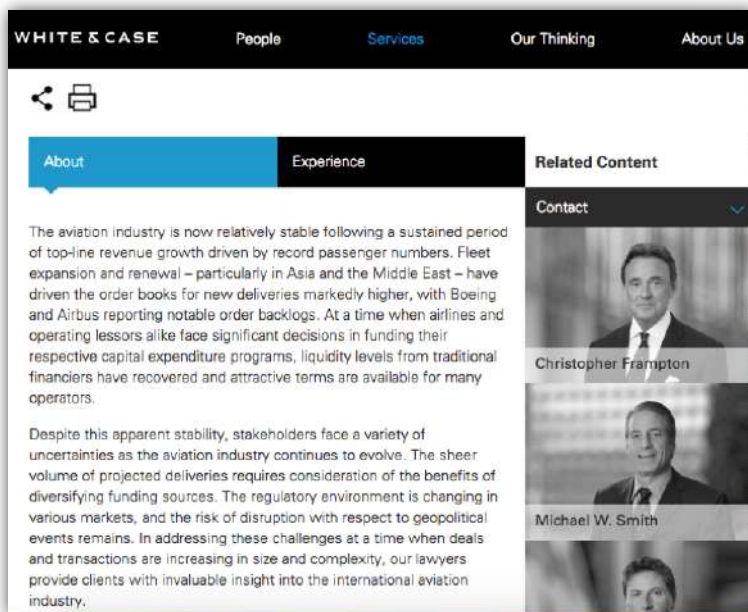 WHITE & CASE
People
Services
Our Thinking
About Us
About
Experience
Related Content
Contact
The aviation industry is now relatively stable following a sustained period
of top-line revenue growth driven by record passenger numbers. Fleet
expansion and renewal – particularly in Asia and the Middle East – have
driven the order books for new deliveries markedly higher, with Boeing
and Airbus reporting notable order backlogs. At a time when airlines and
operating lessors alike face significant decisions in funding their
respective capital expenditure programs, liquidity levels from traditional
financiers have recovered and attractive terms are available for many
operators.
Despite this apparent stability, stakeholders face a variety of
uncertainties as the aviation industry continues to evolve. The sheer
volume of projected deliveries requires consideration of the benefits of
diversifying funding sources. The regulatory environment is changing in
various markets, and the risk of disruption with respect to geopolitical
events remains. In addressing these challenges at a time when deals
and transactions are increasing in size and complexity, our lawyers
provide clients with invaluable insight into the international aviation
industry.
Christopher Frampton
Michael W. Smith